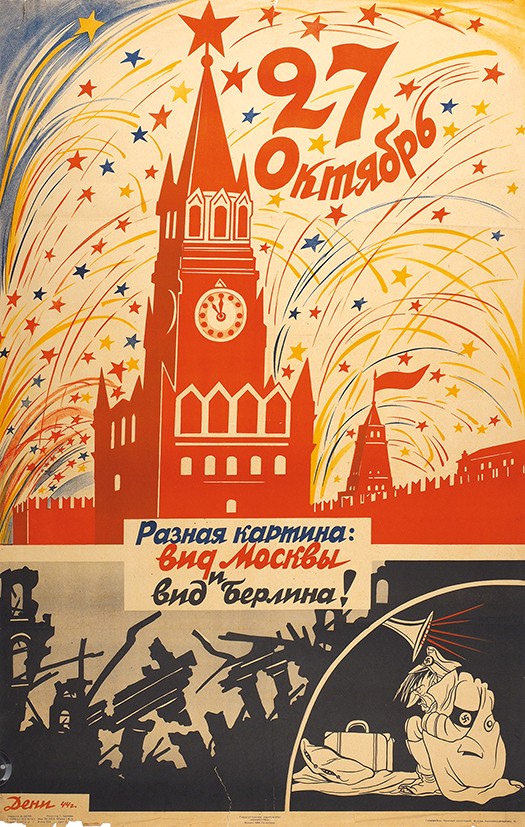 27
Октябрь
Разная картина:
вид Москвы
и
вид Берлина!
Дени 44г.